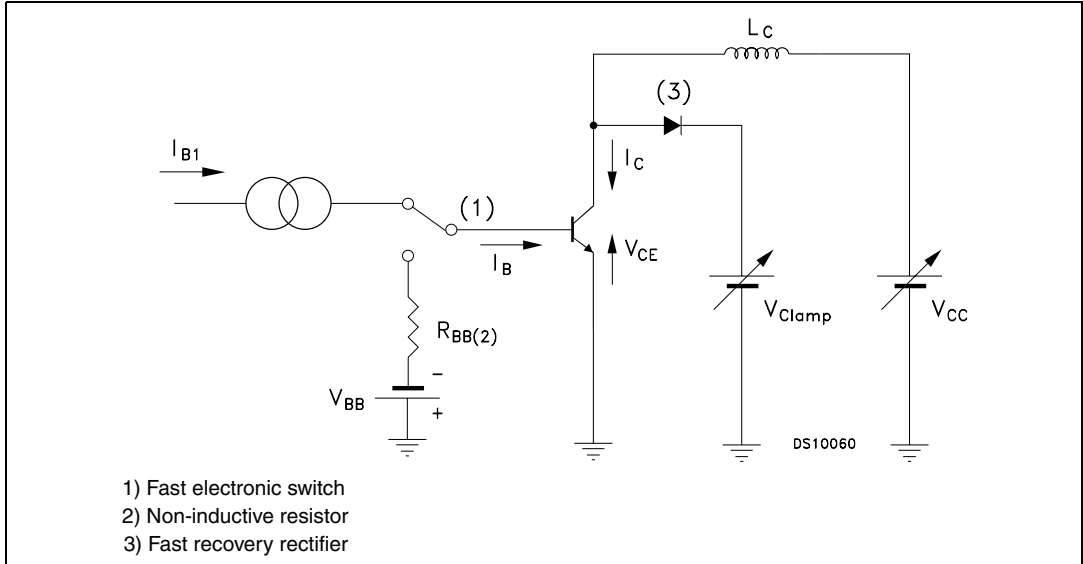 L_C
(3)
I_B1
I_C
(1)
I_B
V_CE
R_BB(2)
V_Clamp
V_CC
−
V_BB
+
DS10060
1) Fast electronic switch
2) Non-inductive resistor
3) Fast recovery rectifier